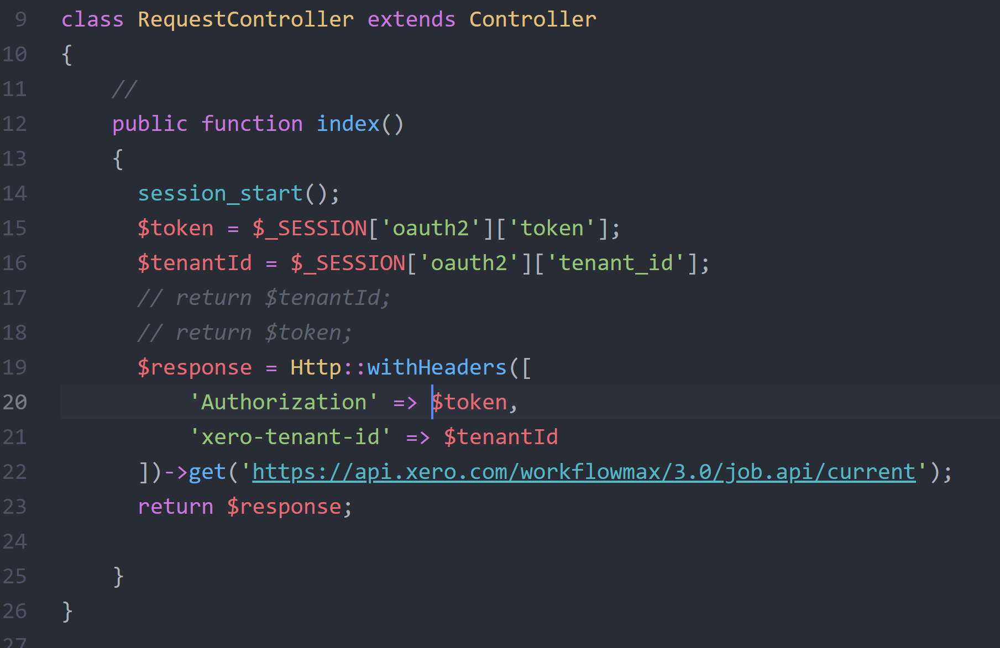 9 class RequestController extends Controller
10 {
11 //
12 public function index()
13 {
14 session_start();
15 $token = $_SESSION['oauth2']['token'];
16 $tenantId = $_SESSION['oauth2']['tenant_id'];
17 // return $tenantId;
18 // return $token;
19 $response = Http::withHeaders([
20 'Authorization' => $token,
21 'xero-tenant-id' => $tenantId
22 ])->get('https://api.xero.com/workflowmax/3.0/job.api/current');
23 return $response;
24
25 }
26 }
27